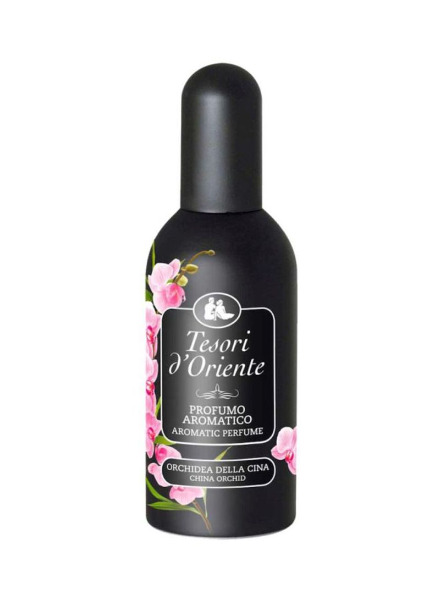 Tesori
d'Oriente
PROFUMO
AROMATICO
AROMATIC PERFUME
ORCHIDEA DELLA CINA
CHINA ORCHID